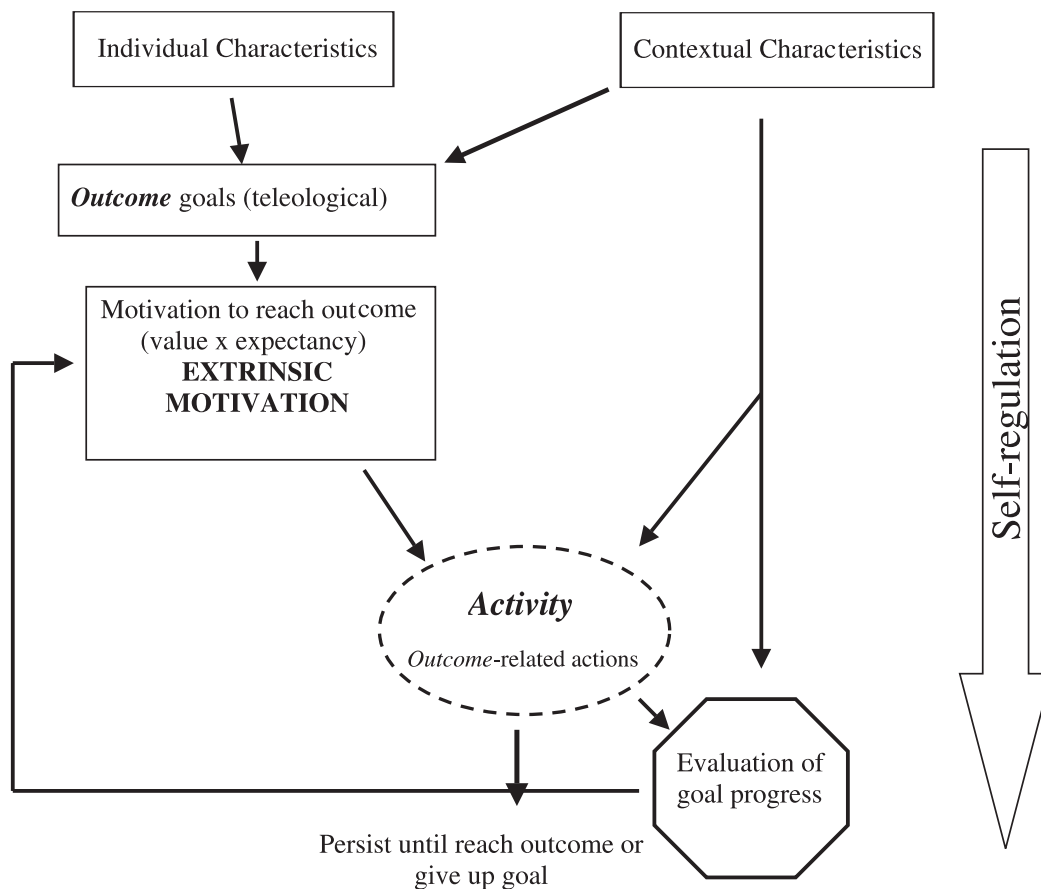 Individual Characteristics
Contextual Characteristics
Outcome goals (teleological)
Motivation to reach outcome
(value x expectancy)
EXTRINSIC
MOTIVATION
Self-regulation
Activity
Outcome-related actions
Evaluation of
goal progress
Persist until reach outcome or
give up goal